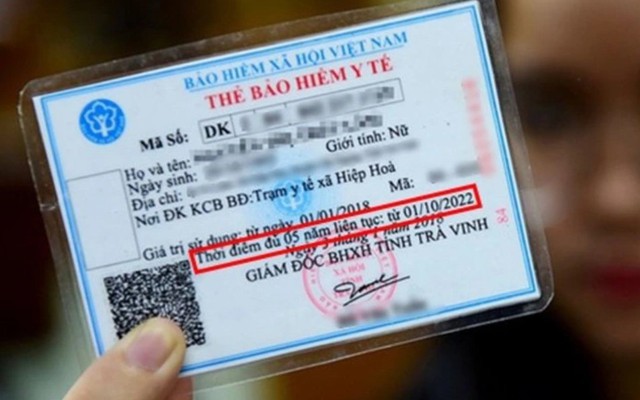 BẢO HIỂM XÃ HỘI VIỆT NAM
THẺ BẢO HIỂM Y TẾ
Mã Số: DK
Họ và tên:
Ngày sinh: Giới tính: Nữ
Địa chỉ:
Nơi ĐK KCB BĐ:Trạm y tế xã Hiệp Hoà Mã:
Giá trị sử dụng: từ ngày 01/01/2018
Thời điểm đủ 05 năm liên tục: từ 01/10/2022
Ngày 3 tháng 1 năm 2018
GIÁM ĐỐC BHXH TỈNH TRÀ VINH